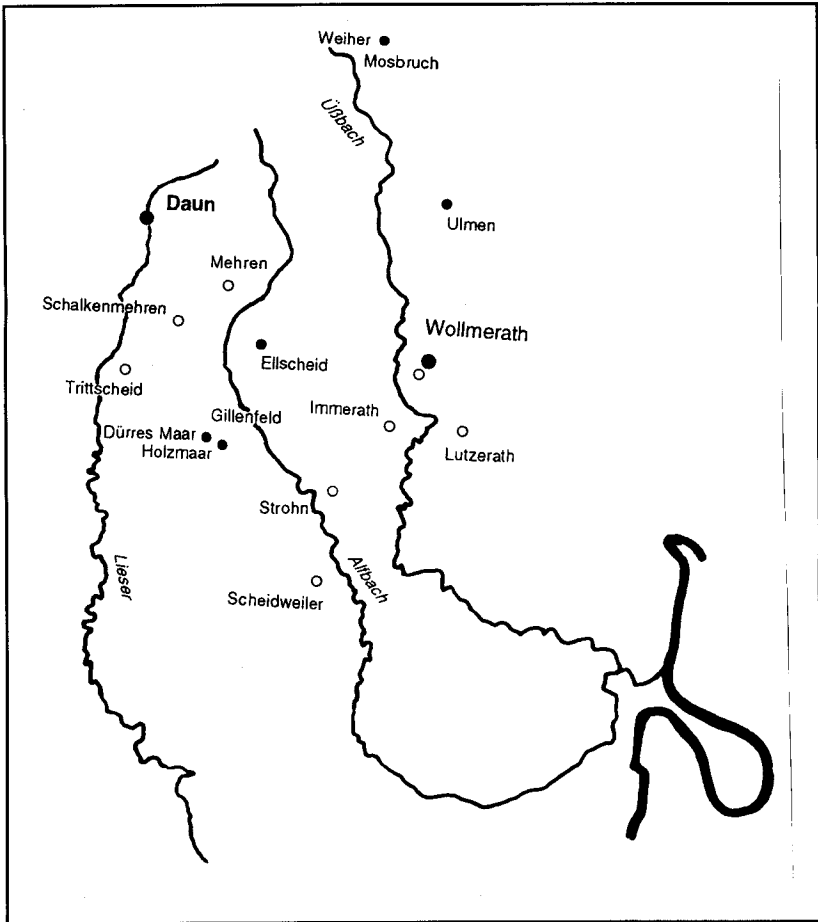 Weiher
Mosbruch
Üßbach
Daun
Ulmen
Mehren
Schalkenmehren
Wollmerath
Ellscheid
Trittscheid
Gillenfeld
Immerath
Dürres Maar
Holzmaar
Lutzerath
Strohn
Lieser
Alfbach
Scheidweiler